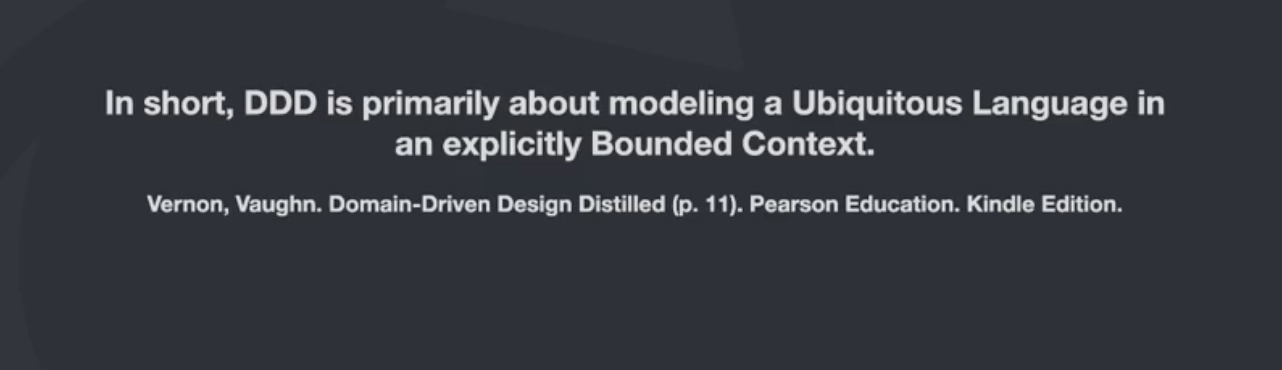 In short, DDD is primarily about modeling a Ubiquitous Language in
an explicitly Bounded Context.
Vernon, Vaughn. Domain-Driven Design Distilled (p. 11). Pearson Education. Kindle Edition.